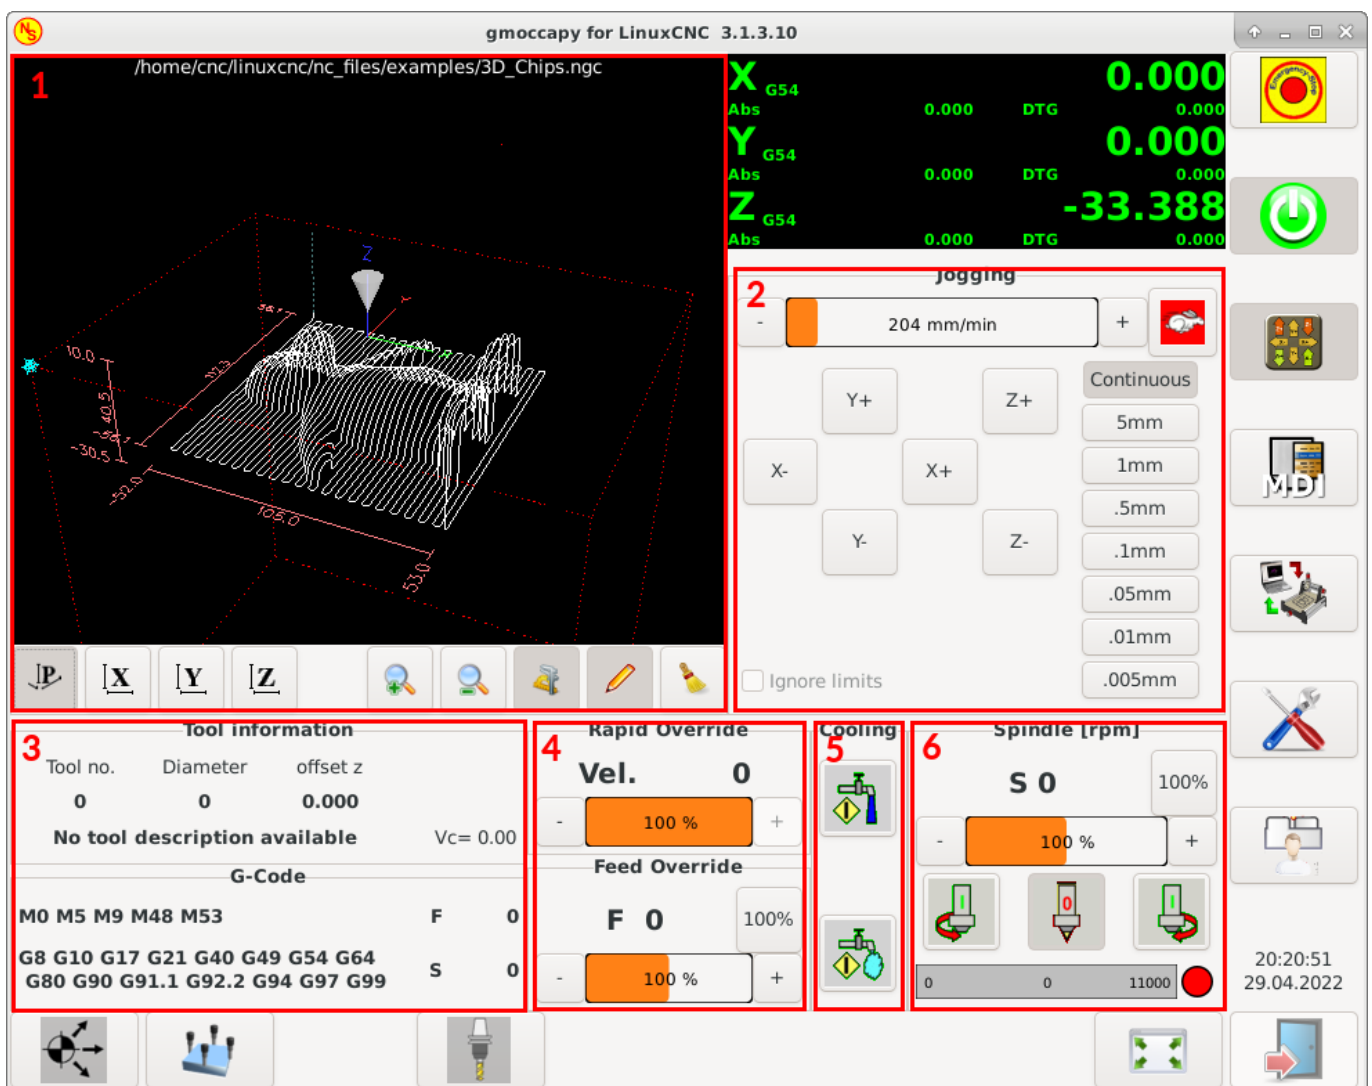 NS
gmoccapy for LinuxCNC 3.1.3.10
1
/home/cnc/linuxcnc/nc_files/examples/3D_Chips.ngc
X G54 0.000
Abs 0.000 DTG 0.000
Y G54 0.000
Abs 0.000 DTG 0.000
Z G54 -33.388
Abs 0.000 DTG 0.000
Emergency-Stop
Z
10.0
40.5
-30.5
-52.0
105.0
53.0
P X Y Z
2
Jogging
- 204 mm/min +
Continuous
Y+ Z+
5mm
X- X+
1mm
.5mm
Y- Z-
.1mm
.05mm
.01mm
Ignore limits
.005mm
MDI
3
Tool information
Tool no. Diameter offset z
0 0 0.000
No tool description available Vc= 0.00
G-Code
M0 M5 M9 M48 M53 F 0
G8 G10 G17 G21 G40 G49 G54 G64
G80 G90 G91.1 G92.2 G94 G97 G99
S 0
4
Rapid Override
Vel. 0
- 100 % +
Feed Override
F 0 100%
- 100 % +
5
Cooling
6
Spindle [rpm]
S 0 100%
- 100 % +
I 0 I
0 0 11000
20:20:51
29.04.2022